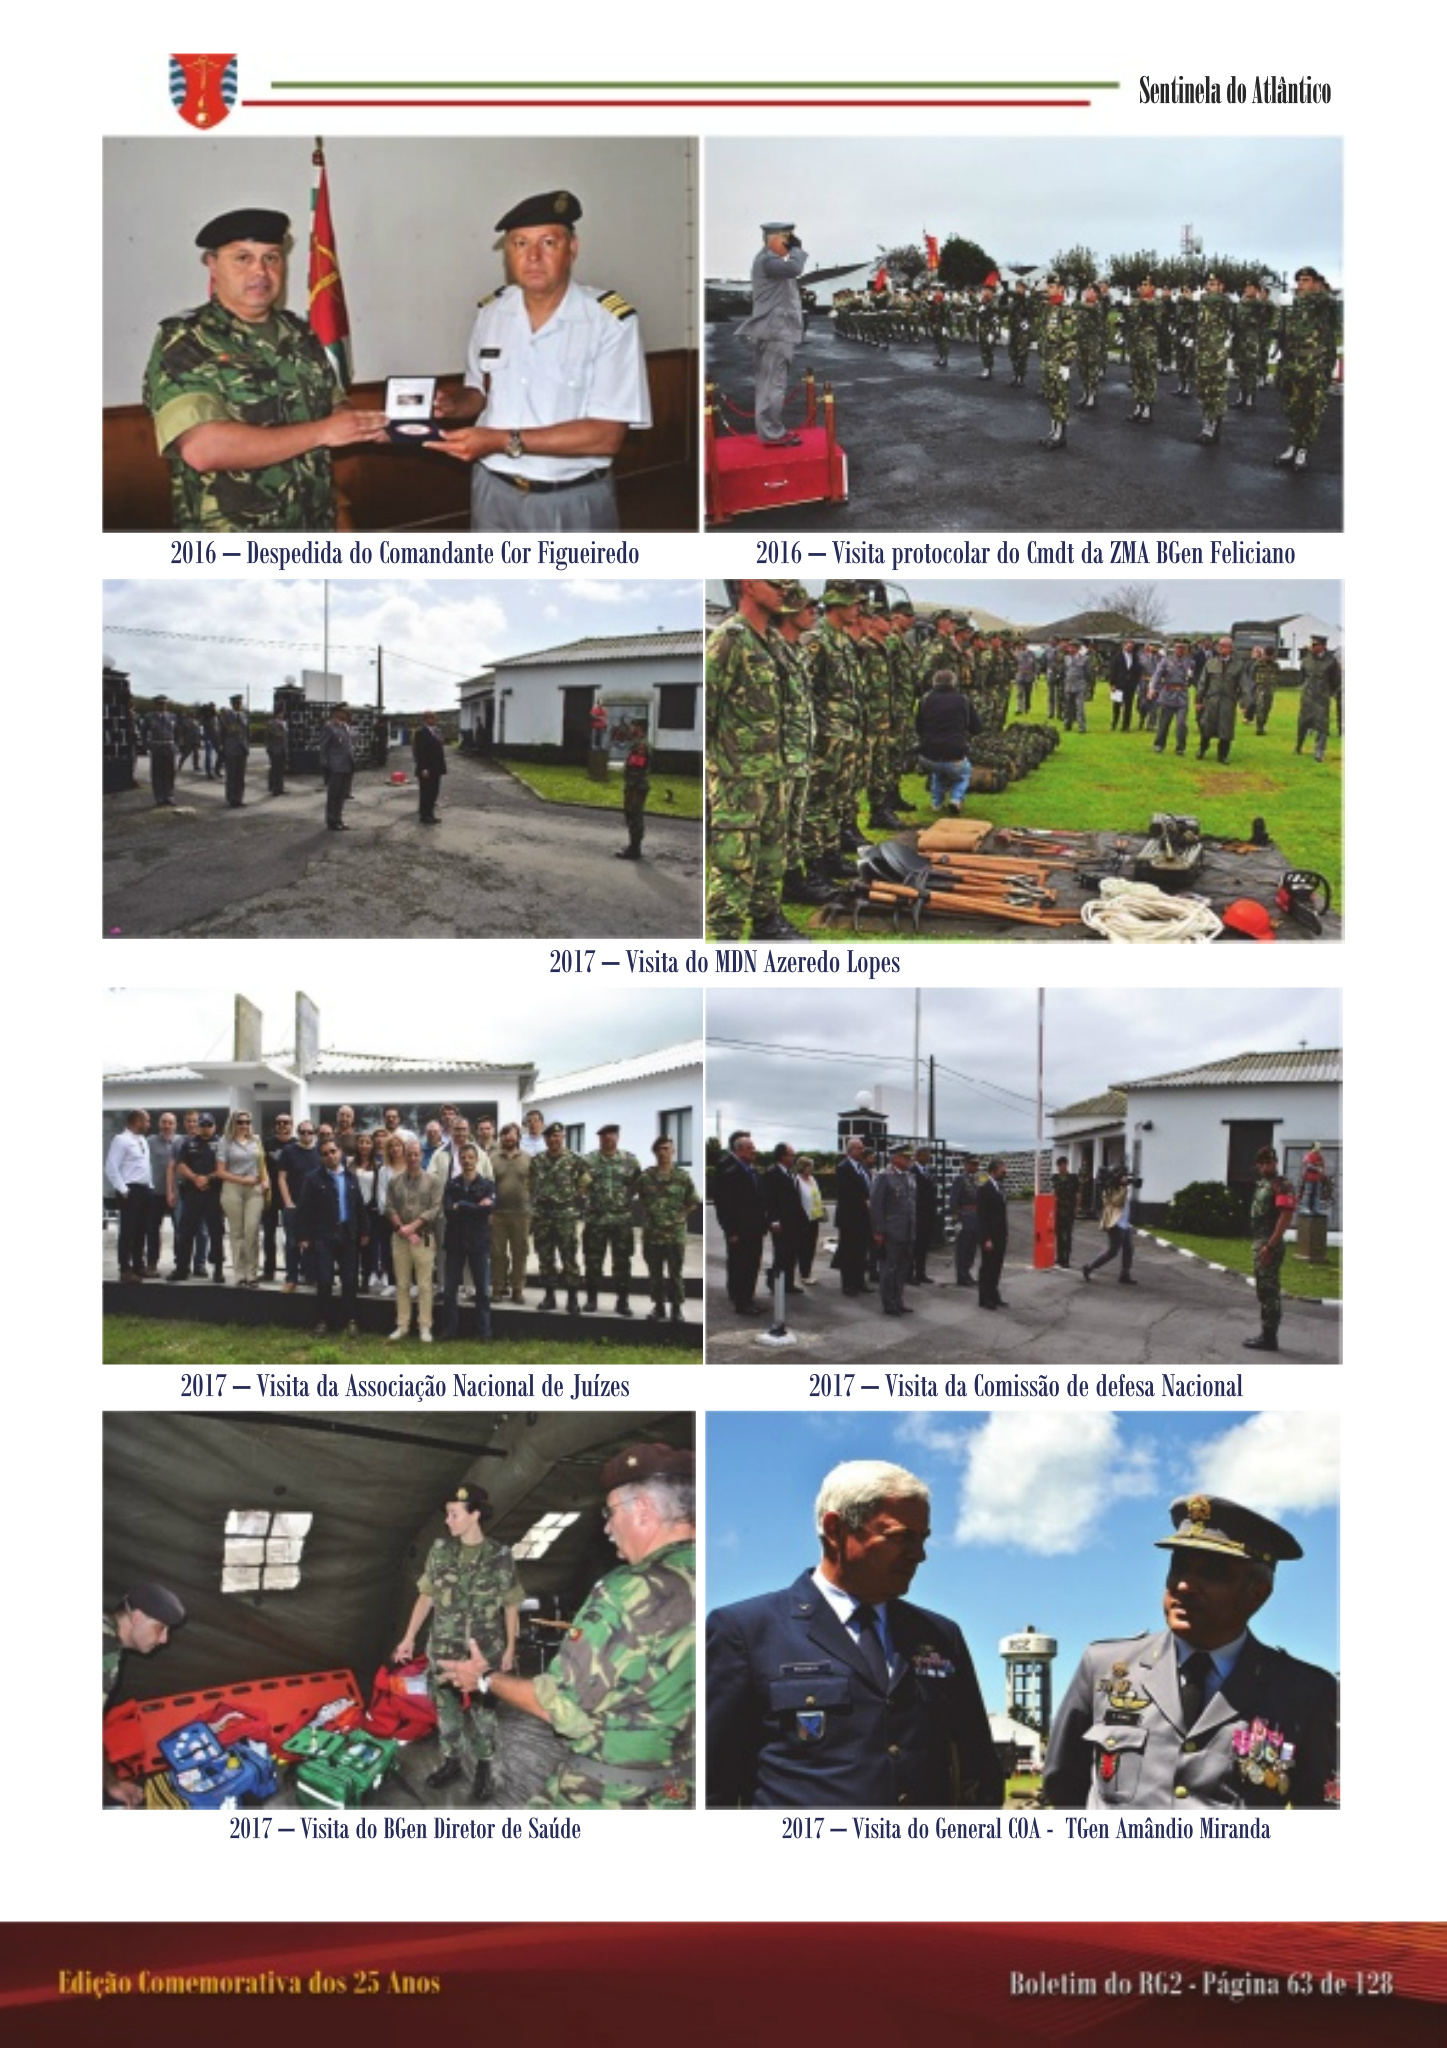 Sentinela do Atlântico
2016 – Despedida do Comandante Cor Figueiredo
2016 – Visita protocolar do Cmdt da ZMA BGen Feliciano
2017 – Visita do MDN Azeredo Lopes
2017 – Visita da Associação Nacional de Juízes
2017 – Visita da Comissão de defesa Nacional
RG2
2017 – Visita do BGen Diretor de Saúde
2017 – Visita do General COA - TGen Amândio Miranda
Edição Comemorativa dos 25 Anos
Boletim do RG2 - Página 63 de 128